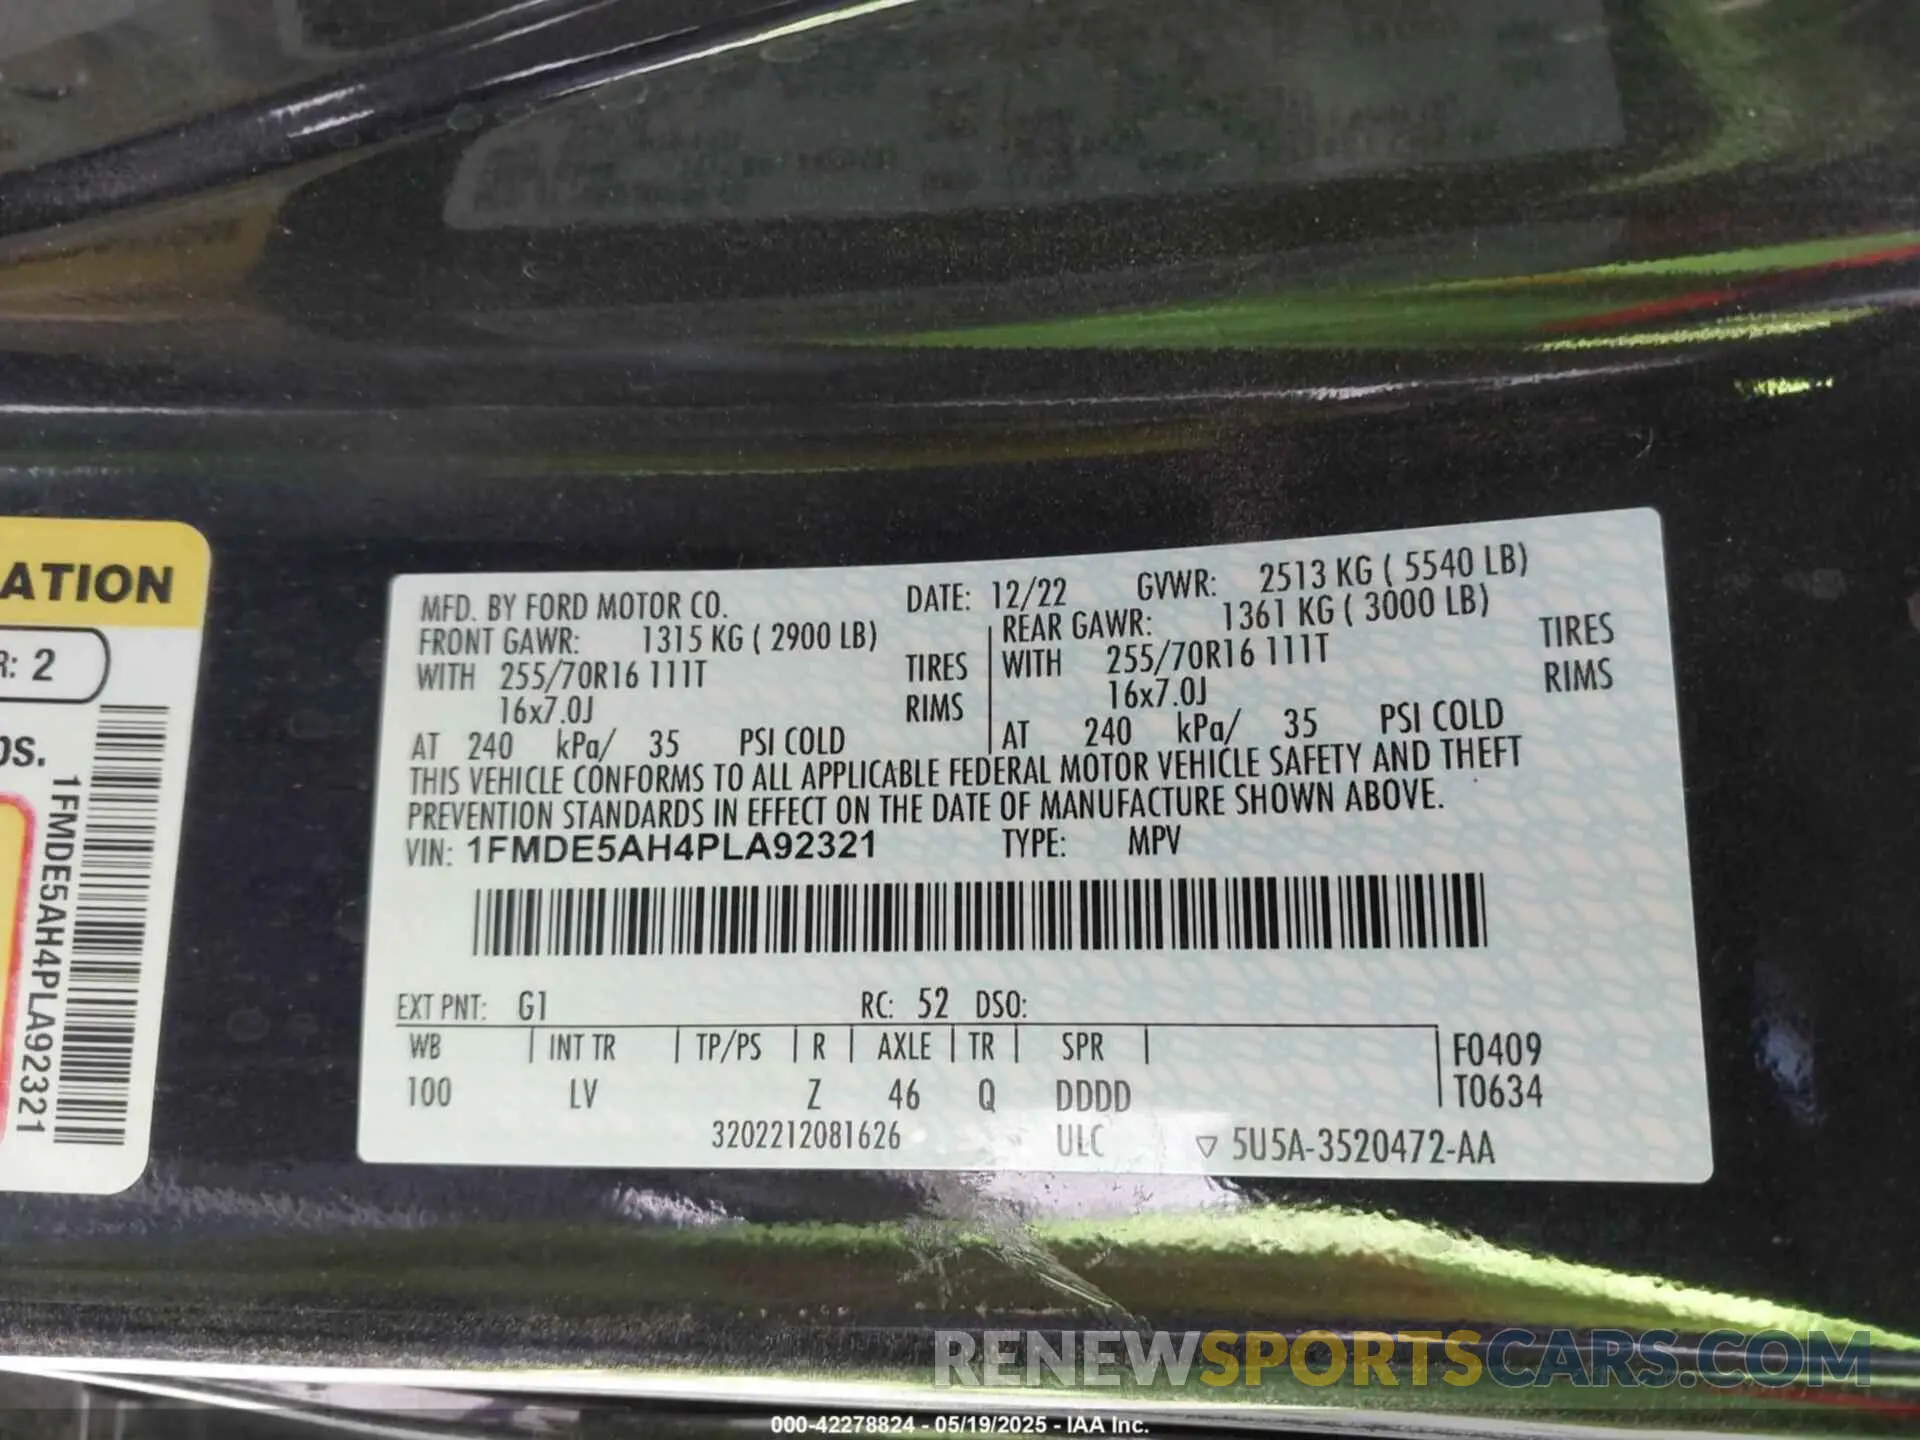 ATION
R: 2
os.
1FMDE5AH4PLA92321
MFD. BY FORD MOTOR CO. DATE: 12/22 GVWR: 2513 KG ( 5540 LB)
FRONT GAWR: 1315 KG ( 2900 LB) REAR GAWR: 1361 KG ( 3000 LB)
WITH 255/70R16 111T TIRES WITH 255/70R16 111T TIRES
16x7.0J RIMS 16x7.0J RIMS
AT 240 kPa/ 35 PSI COLD AT 240 kPa/ 35 PSI COLD
THIS VEHICLE CONFORMS TO ALL APPLICABLE FEDERAL MOTOR VEHICLE SAFETY AND THEFT
PREVENTION STANDARDS IN EFFECT ON THE DATE OF MANUFACTURE SHOWN ABOVE.
VIN: 1FMDE5AH4PLA92321 TYPE: MPV
EXT PNT: G1 RC: 52 DSO:
WB INT TR TP/PS R AXLE TR SPR F0409
100 LV Z 46 Q DDDD T0634
3202212081626 ULC ▽ 5U5A-3520472-AA
RENEWSPORTSCARS.COM
000-42278824 - 05/19/2025 - IAA Inc.